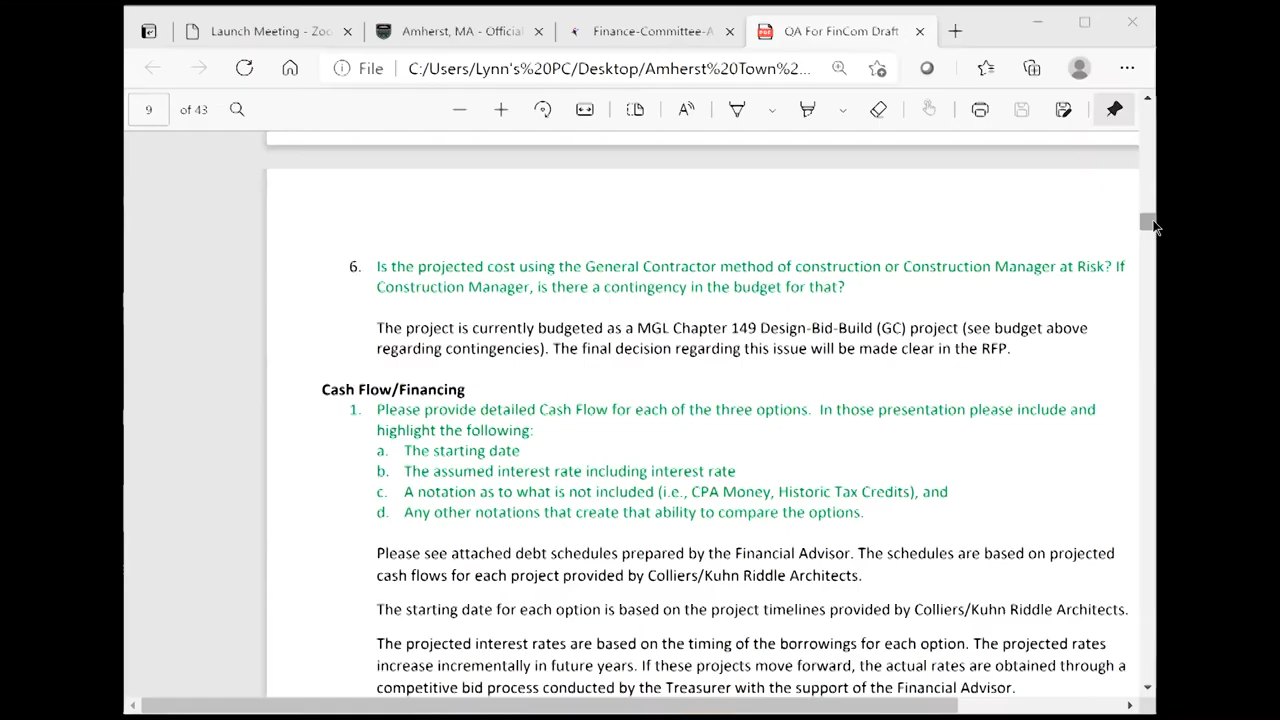 Launch Meeting - Zoo
Amherst, MA - Official
Finance-Committee-A
QA For FinCom Draft
File C:/Users/Lynn's%20PC/Desktop/Amherst%20Town%2...
9 of 43
6. Is the projected cost using the General Contractor method of construction or Construction Manager at Risk? If
Construction Manager, is there a contingency in the budget for that?
The project is currently budgeted as a MGL Chapter 149 Design-Bid-Build (GC) project (see budget above
regarding contingencies). The final decision regarding this issue will be made clear in the RFP.
Cash Flow/Financing
1. Please provide detailed Cash Flow for each of the three options. In those presentation please include and
highlight the following:
a. The starting date
b. The assumed interest rate including interest rate
c. A notation as to what is not included (i.e., CPA Money, Historic Tax Credits), and
d. Any other notations that create that ability to compare the options.
Please see attached debt schedules prepared by the Financial Advisor. The schedules are based on projected
cash flows for each project provided by Colliers/Kuhn Riddle Architects.
The starting date for each option is based on the project timelines provided by Colliers/Kuhn Riddle Architects.
The projected interest rates are based on the timing of the borrowings for each option. The projected rates
increase incrementally in future years. If these projects move forward, the actual rates are obtained through a
competitive bid process conducted by the Treasurer with the support of the Financial Advisor.